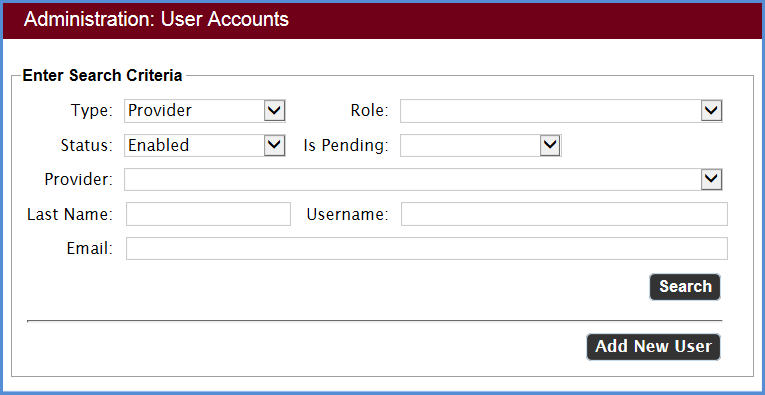 Administration: User Accounts
Enter Search Criteria
Type: Provider Role:
Status: Enabled Is Pending:
Provider:
Last Name: Username:
Email:
Search
Add New User